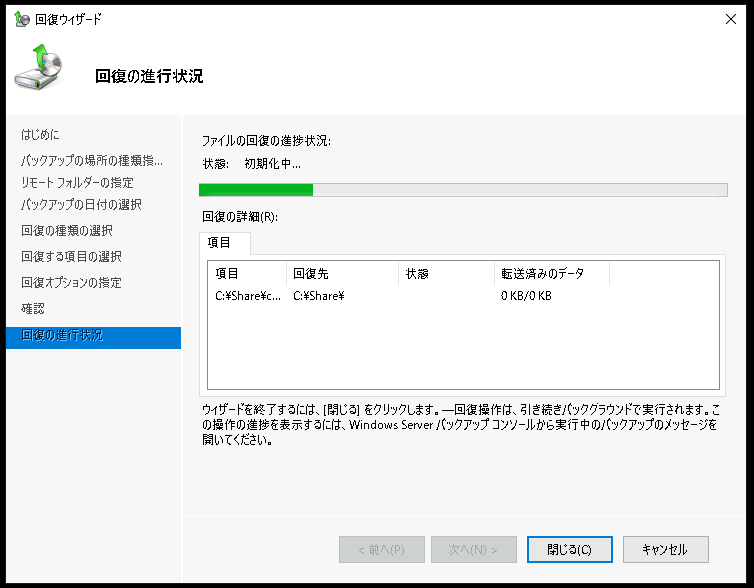 回復ウィザード
回復の進行状況
はじめに
バックアップの場所の種類指...
リモート フォルダーの指定
バックアップの日付の選択
回復の種類の選択
回復する項目の選択
回復オプションの指定
確認
回復の進行状況
ファイルの回復の進捗状況:
状態: 初期化中...
回復の詳細(R):
項目
項目 回復先 状態 転送済みのデータ
C:¥Share¥c... C:¥Share¥ 0 KB/0 KB
ウィザードを終了するには、[閉じる] をクリックします。―回復操作は、引き続きバックグラウンドで実行されます。こ
の操作の進捗を表示するには、Windows Server バックアップ コンソールから実行中のバックアップのメッセージを
開いてください。
< 前へ(P) 次へ(N) > 閉じる(C) キャンセル